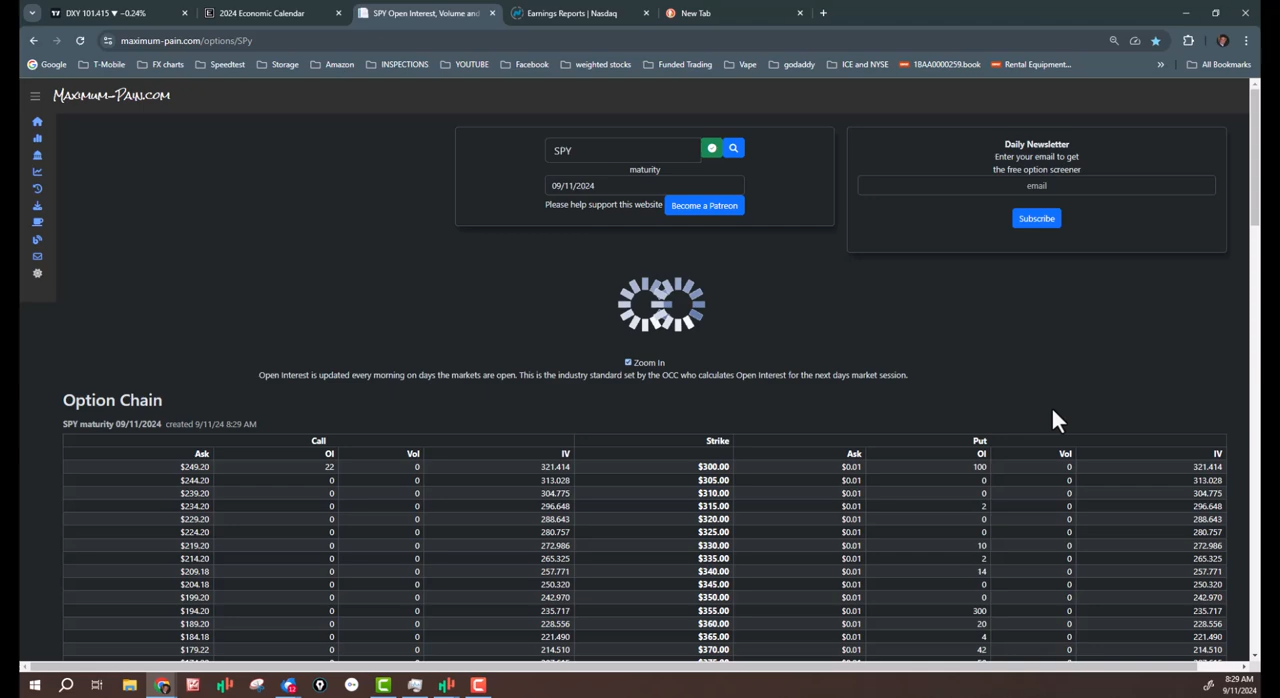 DXY 101.415 ▼ −0.24%
2024 Economic Calendar
SPY Open Interest, Volume and
Earnings Reports | Nasdaq
New Tab
maximum-pain.com/options/SPy
Google T-Mobile FX charts Speedtest Storage Amazon INSPECTIONS YOUTUBE Facebook weighted stocks Funded Trading Vape godaddy ICE and NYSE 1BAA0000259.book Rental Equipment... » All Bookmarks
Maximum-Pain.com
SPY
maturity
09/11/2024
Please help support this website Become a Patreon
Daily Newsletter
Enter your email to get
the free option screener
email
Subscribe
Zoom In
Open Interest is updated every morning on days the markets are open. This is the industry standard set by the OCC who calculates Open Interest for the next days market session.
Option Chain
SPY maturity 09/11/2024 created 9/11/24 8:29 AM
Call Strike Put
Ask OI Vol IV Ask OI Vol IV
$249.20 22 0 321.414 $300.00 $0.01 100 0 321.414
$244.20 0 0 313.028 $305.00 $0.01 0 0 313.028
$239.20 0 0 304.775 $310.00 $0.01 0 0 304.775
$234.20 0 0 296.648 $315.00 $0.01 2 0 296.648
$229.20 0 0 288.643 $320.00 $0.01 0 0 288.643
$224.20 0 0 280.757 $325.00 $0.01 0 0 280.757
$219.20 0 0 272.986 $330.00 $0.01 10 0 272.986
$214.20 0 0 265.325 $335.00 $0.01 2 0 265.325
$209.18 0 0 257.771 $340.00 $0.01 14 0 257.771
$204.18 0 0 250.320 $345.00 $0.01 0 0 250.320
$199.20 0 0 242.970 $350.00 $0.01 0 0 242.970
$194.20 0 0 235.717 $355.00 $0.01 300 0 235.717
$189.20 0 0 228.556 $360.00 $0.01 20 0 228.556
$184.18 0 0 221.490 $365.00 $0.01 4 0 221.490
$179.22 0 0 214.510 $370.00 $0.01 42 0 214.510
8:29 AM
9/11/2024